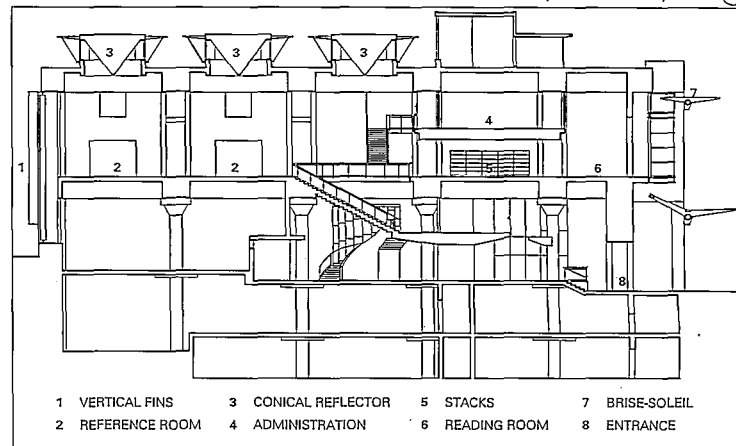 3 3 3
7
4
1 2 2 5 6
8
1 VERTICAL FINS 3 CONICAL REFLECTOR 5 STACKS 7 BRISE-SOLEIL
2 REFERENCE ROOM 4 ADMINISTRATION 6 READING ROOM 8 ENTRANCE